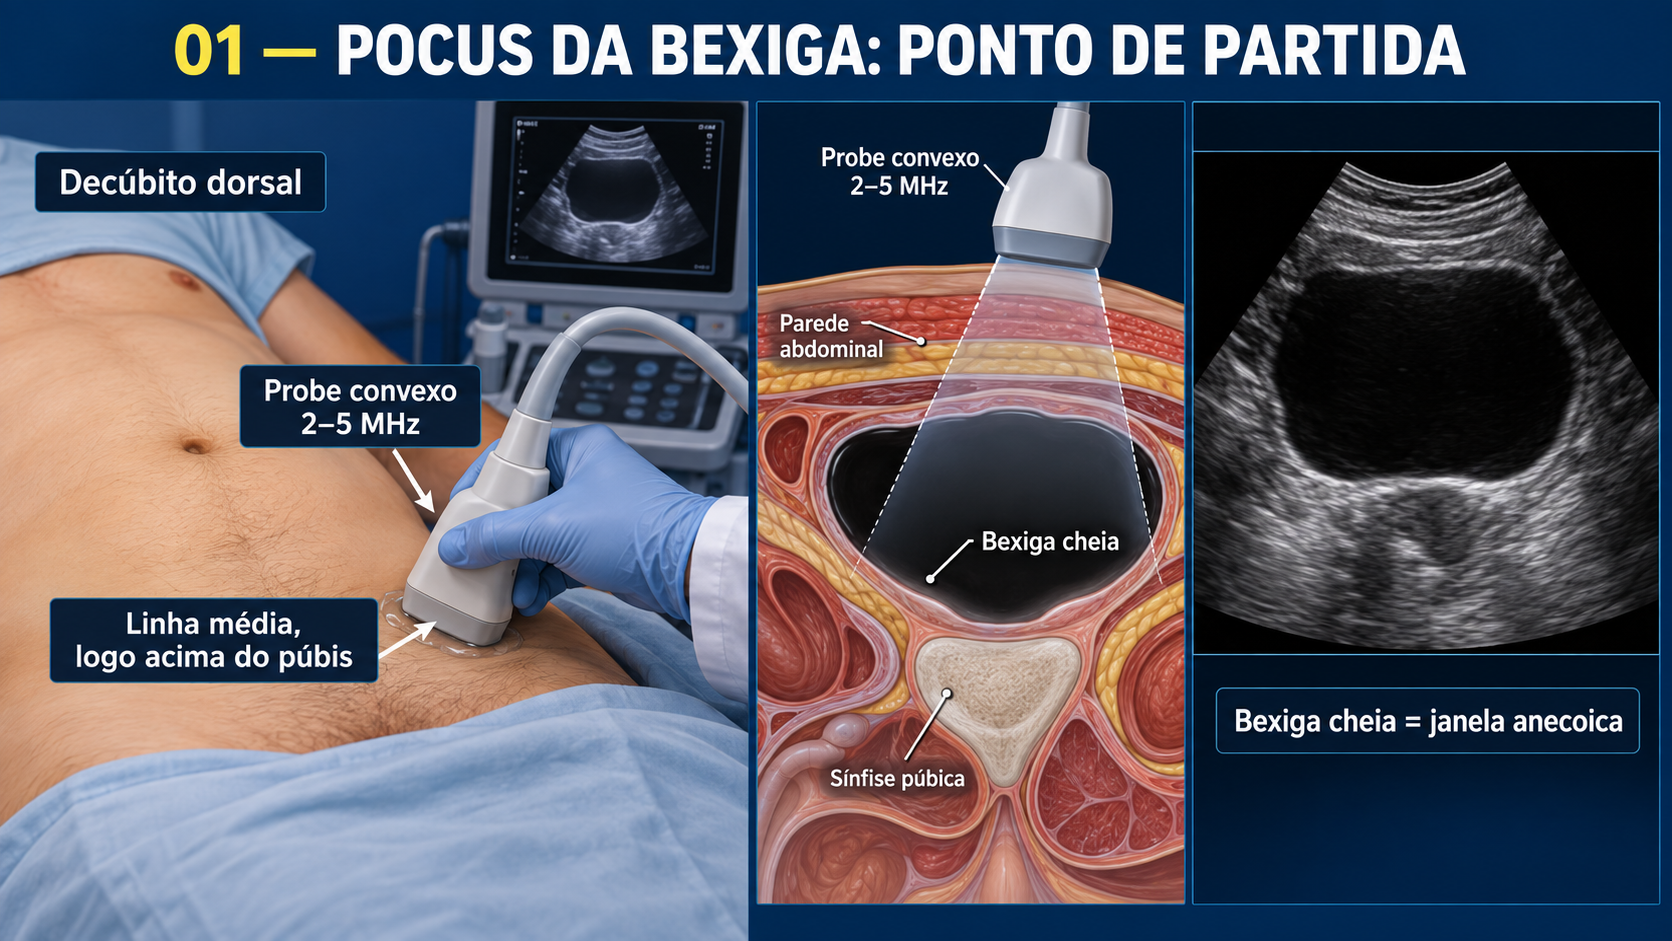 01 — POCUS DA BEXIGA: PONTO DE PARTIDA
Decúbito dorsal
Probe convexo
2–5 MHz
Linha média,
logo acima do púbis
Probe convexo
2–5 MHz
Parede
abdominal
Bexiga cheia
Sínfise púbica
Bexiga cheia = janela anecoica